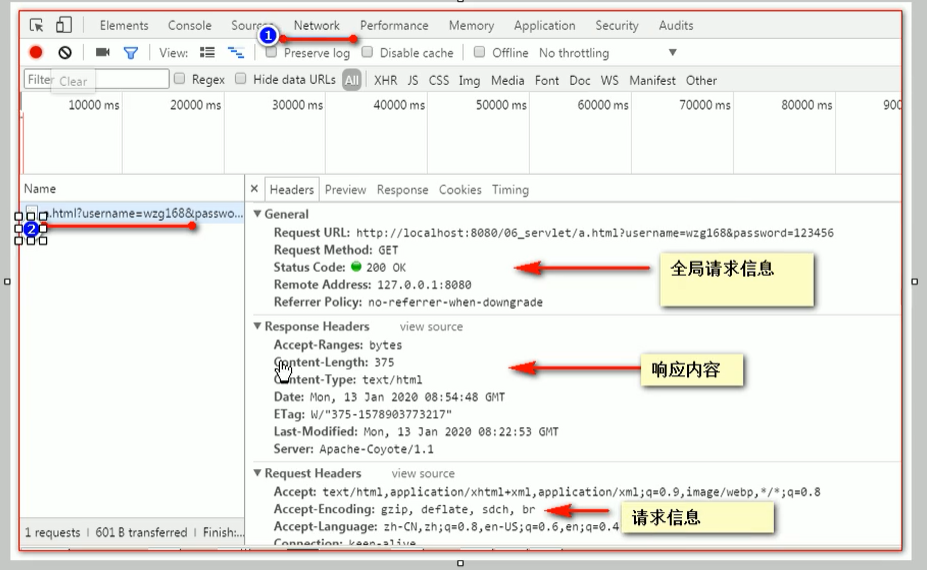 Elements Console Sources Network Performance Memory Application Security Audits
1
View: Preserve log Disable cache Offline No throttling
Filter Clear Regex Hide data URLs All XHR JS CSS Img Media Font Doc WS Manifest Other
10000 ms 20000 ms 30000 ms 40000 ms 50000 ms 60000 ms 70000 ms 80000 ms 900
Name
× Headers Preview Response Cookies Timing
a.html?username=wzg168&passwo...
2
General
Request URL: http://localhost:8080/06_servlet/a.html?username=wzg168&password=123456
Request Method: GET
Status Code: 200 OK
Remote Address: 127.0.0.1:8080
Referrer Policy: no-referrer-when-downgrade
全局请求信息
Response Headers view source
Accept-Ranges: bytes
Content-Length: 375
Content-Type: text/html
Date: Mon, 13 Jan 2020 08:54:48 GMT
ETag: W/"375-1578903773217"
Last-Modified: Mon, 13 Jan 2020 08:22:53 GMT
Server: Apache-Coyote/1.1
响应内容
Request Headers view source
Accept: text/html,application/xhtml+xml,application/xml;q=0.9,image/webp,*/*;q=0.8
Accept-Encoding: gzip, deflate, sdch, br
Accept-Language: zh-CN,zh;q=0.8,en-US;q=0.6,en;q=0.4
Connection: keep-alive
请求信息
1 requests | 601 B transferred | Finish:...